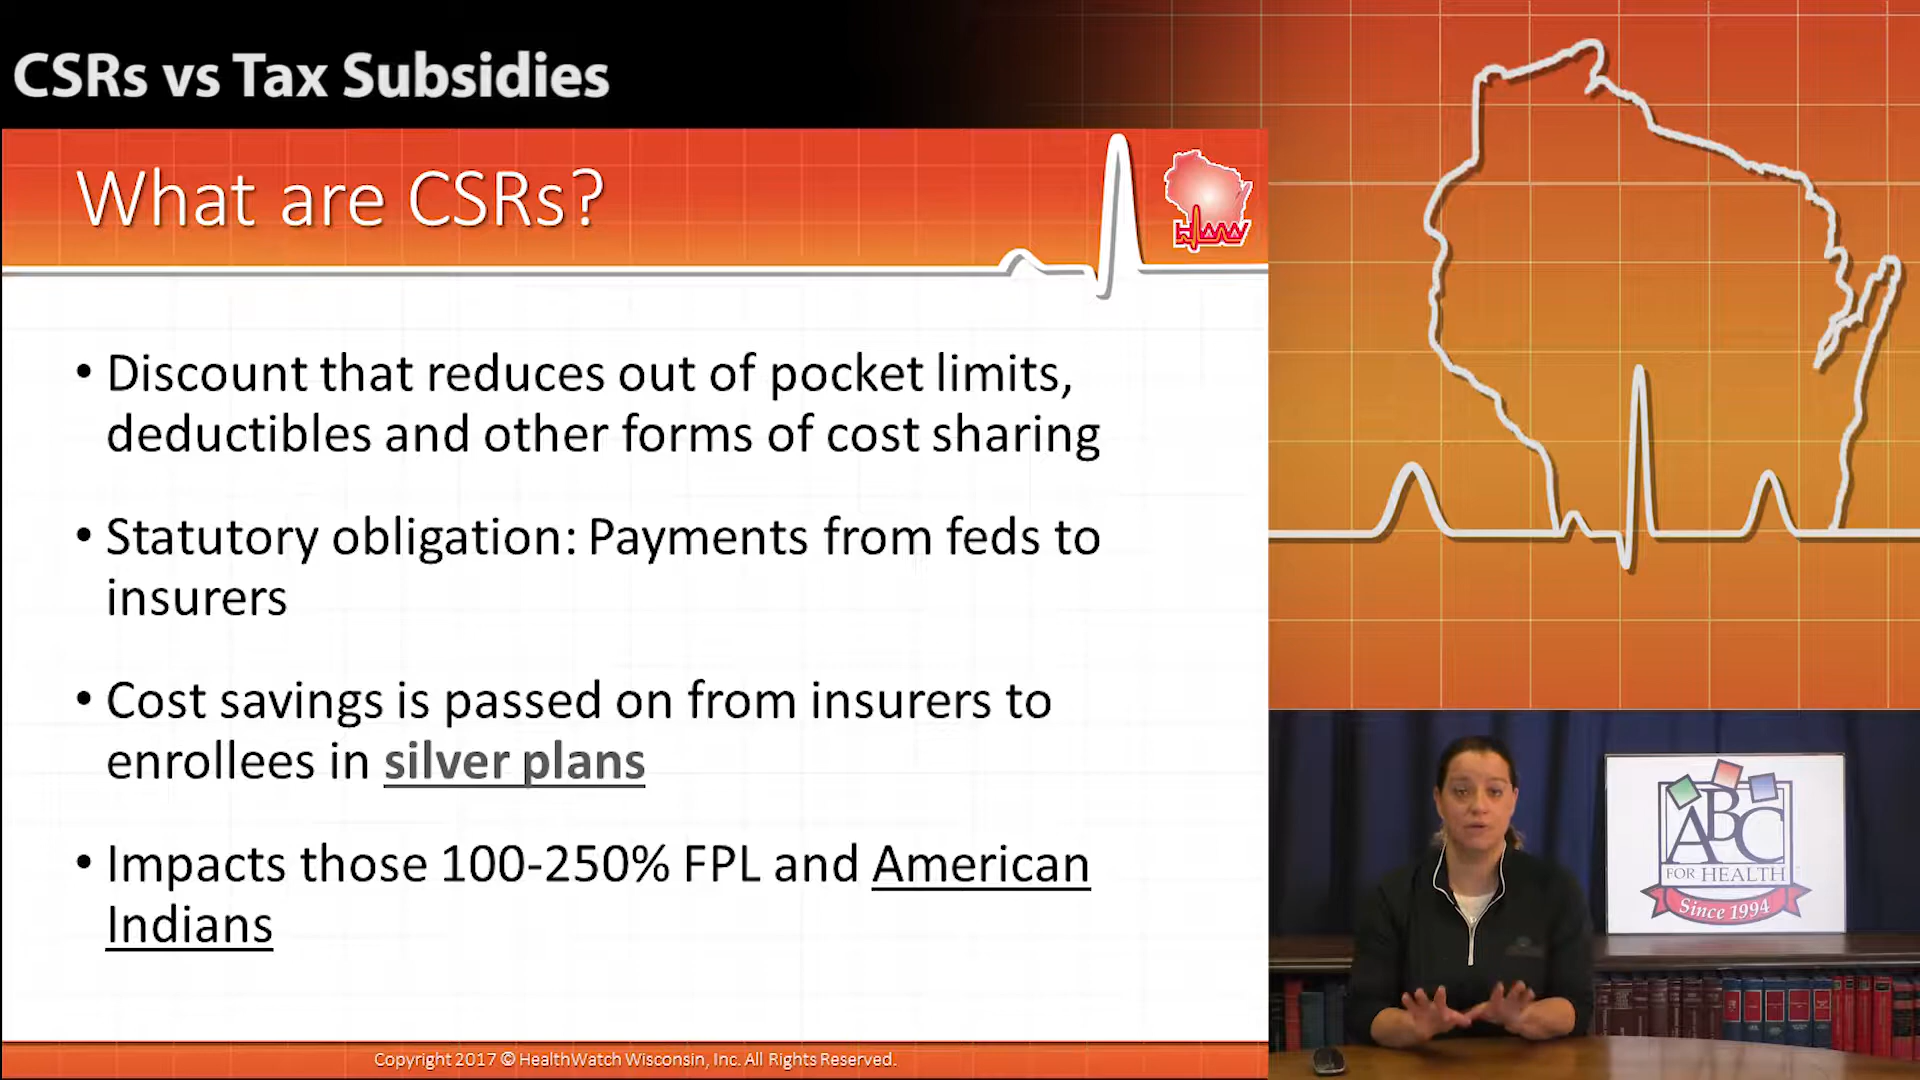 CSRs vs Tax Subsidies
What are CSRs?
HWW
• Discount that reduces out of pocket limits,
deductibles and other forms of cost sharing
• Statutory obligation: Payments from feds to
insurers
• Cost savings is passed on from insurers to
enrollees in silver plans
• Impacts those 100-250% FPL and American
Indians
Copyright 2017 © HealthWatch Wisconsin, Inc. All Rights Reserved.
ABC
FOR HEALTH
Since 1994